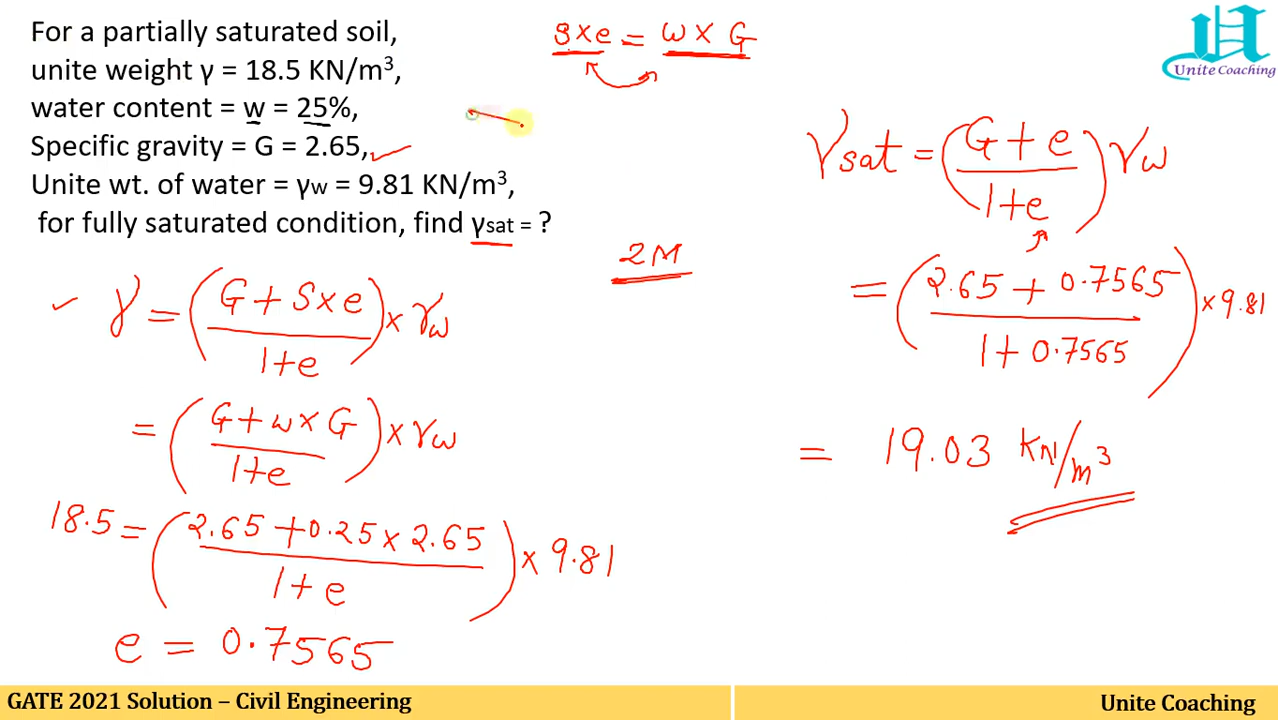 For a partially saturated soil,
unite weight γ = 18.5 KN/m³,
water content = w = 25%,
Specific gravity = G = 2.65,
Unite wt. of water = γw = 9.81 KN/m³,
for fully saturated condition, find γsat = ?
S×e = w × G
Unite Coaching
2M
γ = (G + S×e / 1+e) × γw
= (G + w × G / 1+e) × γw
18.5 = (2.65 + 0.25 × 2.65 / 1 + e) × 9.81
e = 0.7565
γsat = (G + e / 1+e) γw
= (2.65 + 0.7565 / 1 + 0.7565) × 9.81
= 19.03 KN/m³
GATE 2021 Solution – Civil Engineering
Unite Coaching